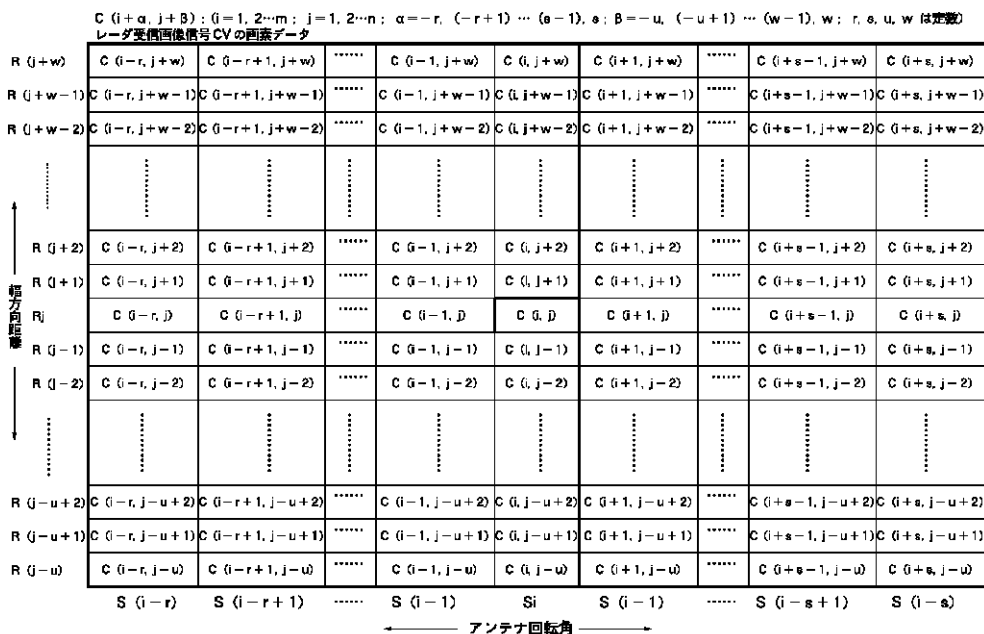 C (i+α, j+β) : (i=1, 2…m ; j=1, 2…n ; α=−r, (−r+1) … (s−1), s ; β=−u, (−u+1) … (w−1), w ; r, s, u, w は定数)
レーダ受信画像信号CVの画素データ
R (j+w) C (i−r, j+w) C (i−r+1, j+w) …… C (i−1, j+w) C (i, j+w) C (i+1, j+w) …… C (i+s−1, j+w) C (i+s, j+w)
R (j+w−1) C (i−r, j+w−1) C (i−r+1, j+w−1) …… C (i−1, j+w−1) C (i, j+w−1) C (i+1, j+w−1) …… C (i+s−1, j+w−1) C (i+s, j+w−1)
R (j+w−2) C (i−r, j+w−2) C (i−r+1, j+w−2) …… C (i−1, j+w−2) C (i, j+w−2) C (i+1, j+w−2) …… C (i+s−1, j+w−2) C (i+s, j+w−2)
R (j+2) C (i−r, j+2) C (i−r+1, j+2) …… C (i−1, j+2) C (i, j+2) C (i+1, j+2) …… C (i+s−1, j+2) C (i+s, j+2)
R (j+1) C (i−r, j+1) C (i−r+1, j+1) …… C (i−1, j+1) C (i, j+1) C (i+1, j+1) …… C (i+s−1, j+1) C (i+s, j+1)
幅方向距離
Rj C (i−r, j) C (i−r+1, j) …… C (i−1, j) C (i, j) C (i+1, j) …… C (i+s−1, j) C (i+s, j)
R (j−1) C (i−r, j−1) C (i−r+1, j−1) …… C (i−1, j−1) C (i, j−1) C (i+1, j−1) …… C (i+s−1, j−1) C (i+s, j−1)
R (j−2) C (i−r, j−2) C (i−r+1, j−2) …… C (i−1, j−2) C (i, j−2) C (i+1, j−2) …… C (i+s−1, j−2) C (i+s, j−2)
R (j−u+2) C (i−r, j−u+2) C (i−r+1, j−u+2) …… C (i−1, j−u+2) C (i, j−u+2) C (i+1, j−u+2) …… C (i+s−1, j−u+2) C (i+s, j−u+2)
R (j−u+1) C (i−r, j−u+1) C (i−r+1, j−u+1) …… C (i−1, j−u+1) C (i, j−u+1) C (i+1, j−u+1) …… C (i+s−1, j−u+1) C (i+s, j−u+1)
R (j−u) C (i−r, j−u) C (i−r+1, j−u) …… C (i−1, j−u) C (i, j−u) C (i+1, j−u) …… C (i+s−1, j−u) C (i+s, j−u)
S (i−r) S (i−r+1) …… S (i−1) Si S (i−1) …… S (i−s+1) S (i−s)
アンテナ回転角